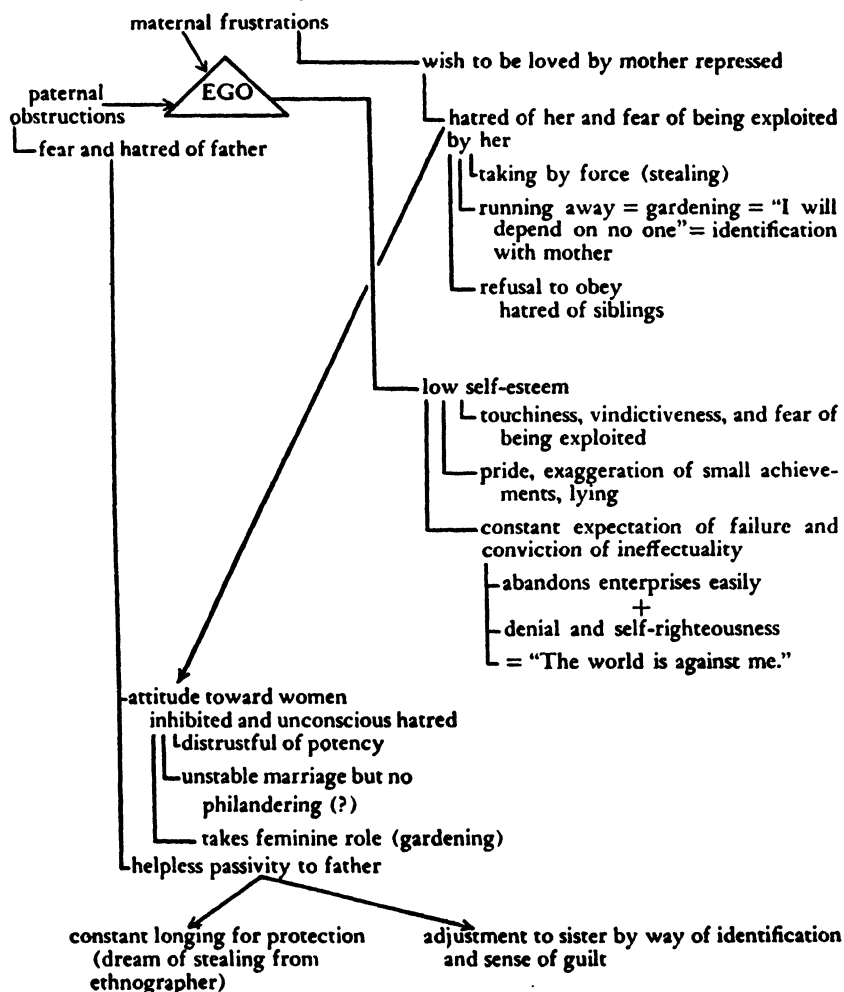 maternal frustrations
wish to be loved by mother repressed
EGO
paternal
obstructions
hatred of her and fear of being exploited
by her
fear and hatred of father
taking by force (stealing)
running away = gardening = “I will
depend on no one” = identification
with mother
refusal to obey
hatred of siblings
low self-esteem
touchiness, vindictiveness, and fear of
being exploited
pride, exaggeration of small achieve-
ments, lying
constant expectation of failure and
conviction of ineffectuality
abandons enterprises easily
+
denial and self-righteousness
= “The world is against me.”
attitude toward women
inhibited and unconscious hatred
distrustful of potency
unstable marriage but no
philandering (?)
takes feminine role (gardening)
helpless passivity to father
constant longing for protection
(dream of stealing from
ethnographer)
adjustment to sister by way of identification
and sense of guilt